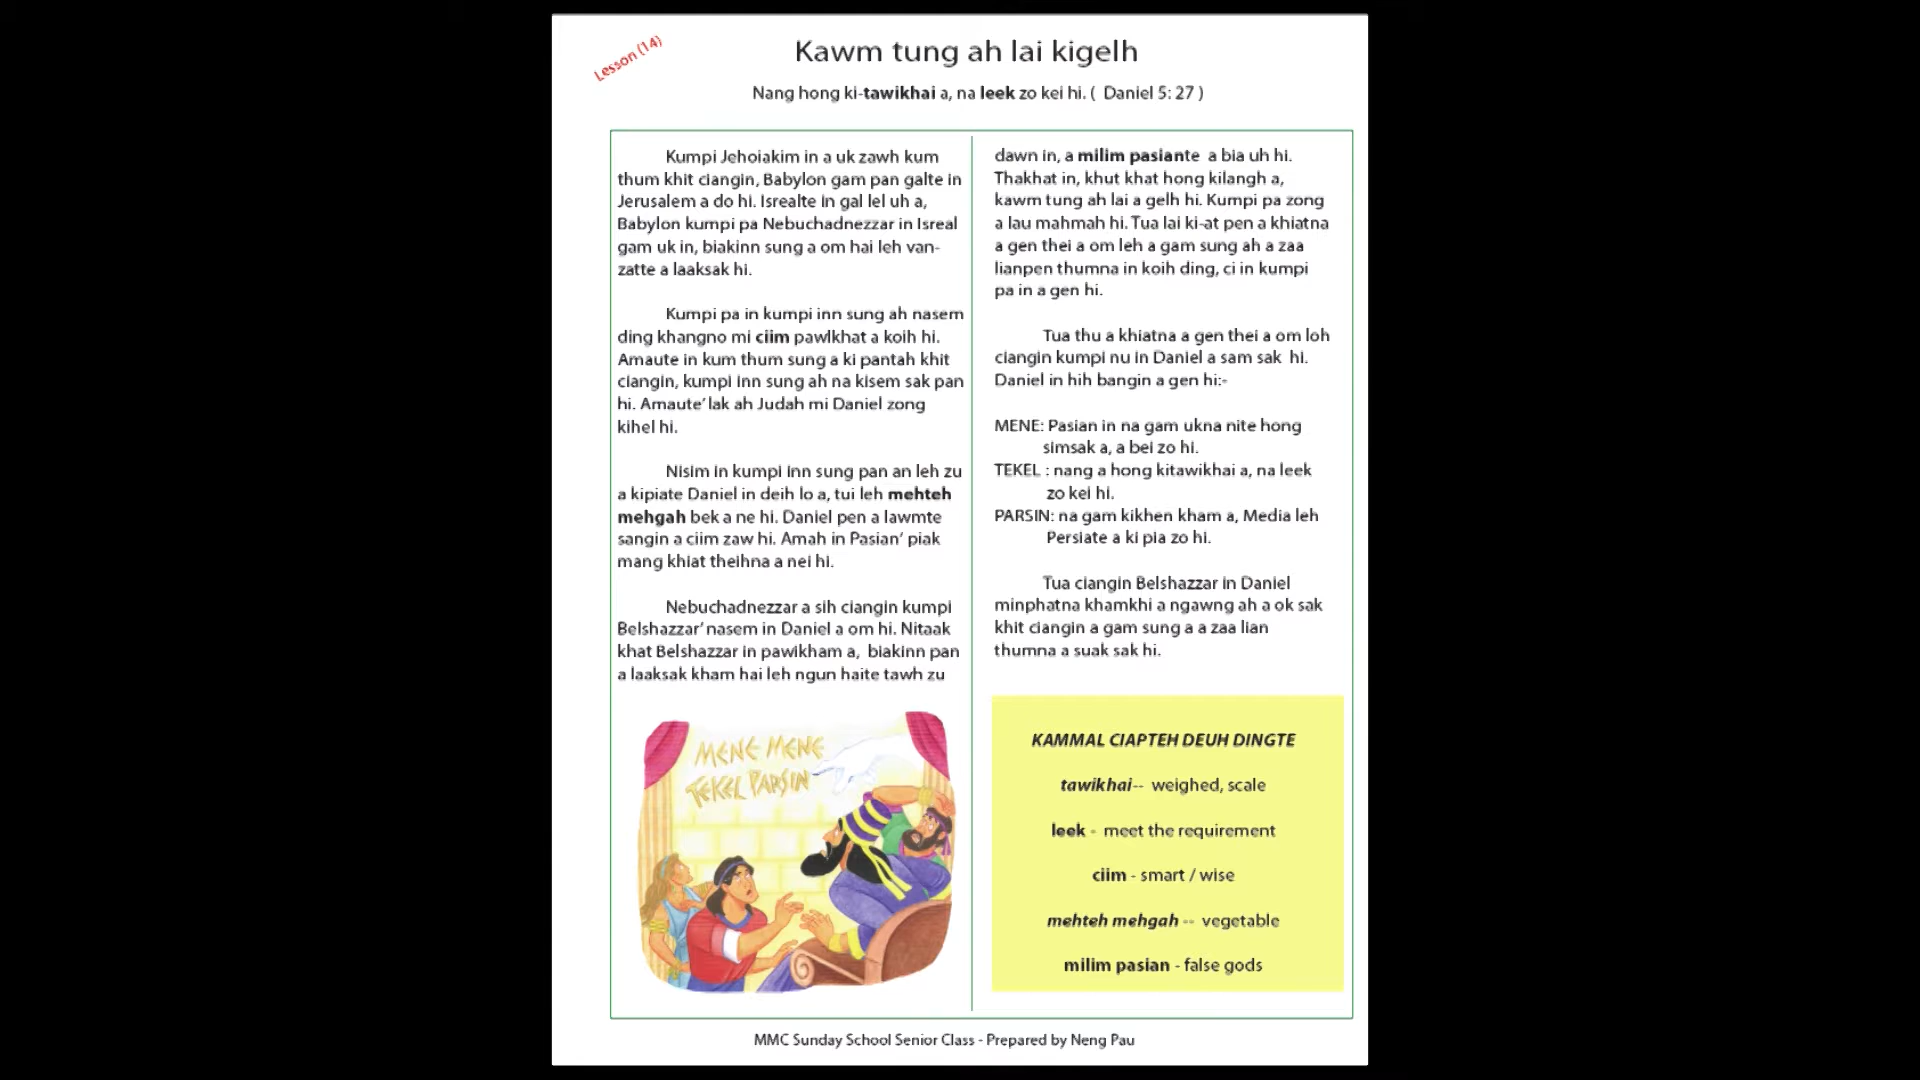 Lesson (14)
Kawm tung ah lai kigelh
Nang hong ki-tawikhai a, na leek zo kei hi. ( Daniel 5: 27 )
Kumpi Jehoiakim in a uk zawh kum
thum khit ciangin, Babylon gam pan galte in
Jerusalem a do hi. Isrealte in gal lel uh a,
Babylon kumpi pa Nebuchadnezzar in Isreal
gam uk in, biakinn sung a om hai leh van-
zatte a laaksak hi.
Kumpi pa in kumpi inn sung ah nasem
ding khangno mi ciim pawlkhat a koih hi.
Amaute in kum thum sung a ki pantah khit
ciangin, kumpi inn sung ah na kisem sak pan
hi. Amaute' lak ah Judah mi Daniel zong
kihel hi.
Nisim in kumpi inn sung pan an leh zu
a kipiate Daniel in deih lo a, tui leh mehteh
mehgah bek a ne hi. Daniel pen a lawmte
sangin a ciim zaw hi. Amah in Pasian' piak
mang khiat theihna a nei hi.
Nebuchadnezzar a sih ciangin kumpi
Belshazzar' nasem in Daniel a om hi. Nitaak
khat Belshazzar in pawikham a, biakinn pan
a laaksak kham hai leh ngun haite tawh zu
MENE MENE
TEKEL PARSIN
dawn in, a milim pasiante a bia uh hi.
Thakhat in, khut khat hong kilangh a,
kawm tung ah lai a gelh hi. Kumpi pa zong
a lau mahmah hi. Tua lai ki-at pen a khiatna
a gen thei a om leh a gam sung ah a zaa
lianpen thumna in koih ding, ci in kumpi
pa in a gen hi.
Tua thu a khiatna a gen thei a om loh
ciangin kumpi nu in Daniel a sam sak hi.
Daniel in hih bangin a gen hi:-
MENE: Pasian in na gam ukna nite hong
simsak a, a bei zo hi.
TEKEL : nang a hong kitawikhai a, na leek
zo kei hi.
PARSIN: na gam kikhen kham a, Media leh
Persiate a ki pia zo hi.
Tua ciangin Belshazzar in Daniel
minphatna khamkhi a ngawng ah a ok sak
khit ciangin a gam sung a a zaa lian
thumna a suak sak hi.
KAMMAL CIAPTEH DEUH DINGTE
tawikhai-- weighed, scale
leek - meet the requirement
ciim - smart / wise
mehteh mehgah -- vegetable
milim pasian - false gods
MMC Sunday School Senior Class - Prepared by Neng Pau